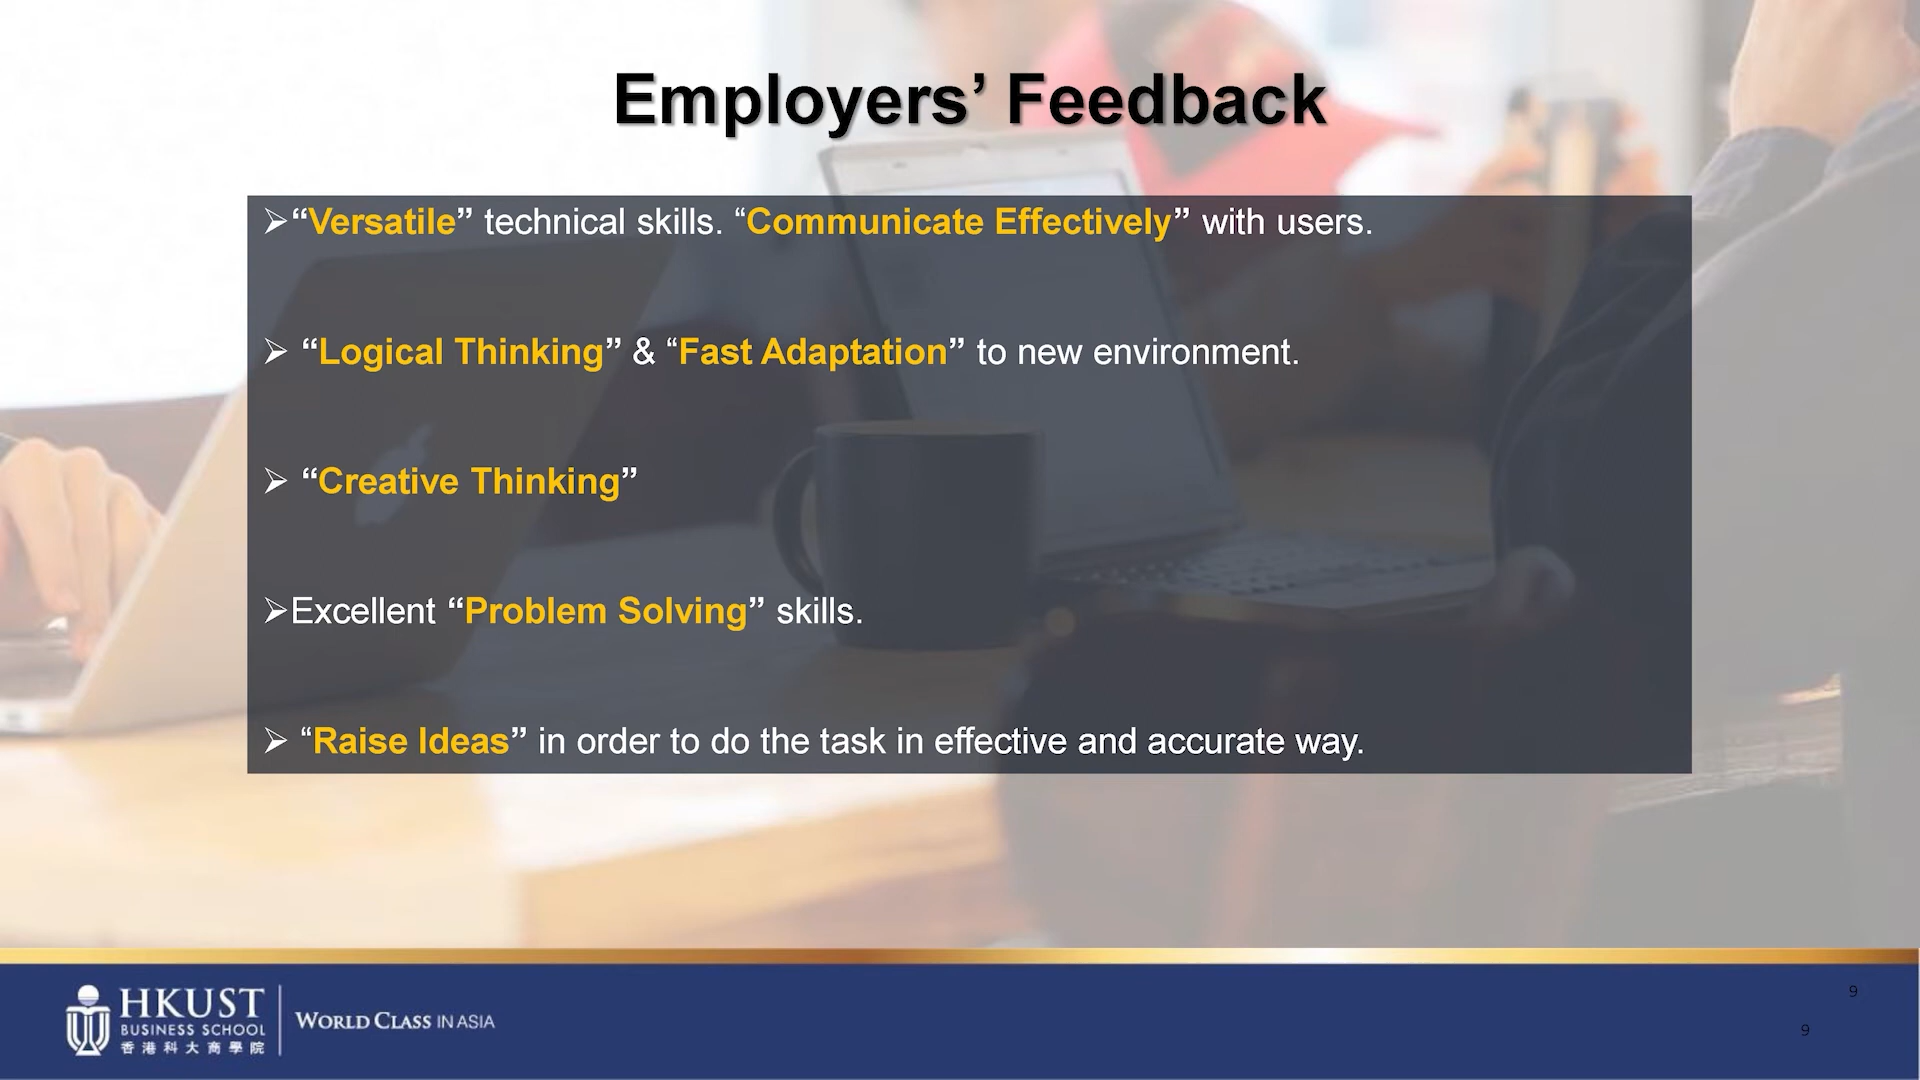 Employers’ Feedback
➢“Versatile” technical skills. “Communicate Effectively” with users.
➢ “Logical Thinking” & “Fast Adaptation” to new environment.
➢ “Creative Thinking”
➢Excellent “Problem Solving” skills.
➢ “Raise Ideas” in order to do the task in effective and accurate way.
HKUST
BUSINESS SCHOOL
香港科大商學院
WORLD CLASS IN ASIA
9
9